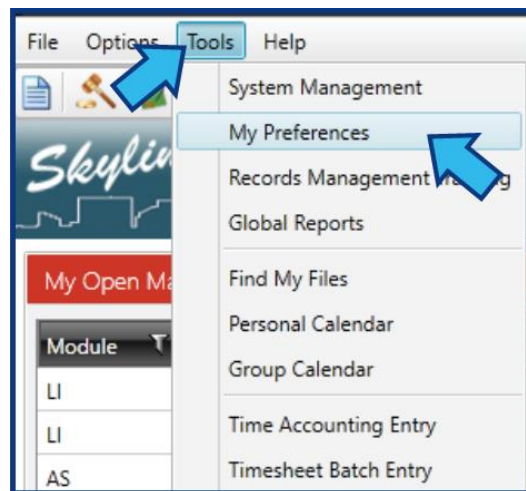 File Options Tools Help
System Management
My Preferences
Skylin
Records Management
Global Reports
My Open Ma
Find My Files
Personal Calendar
Module
Group Calendar
LI
LI
Time Accounting Entry
AS
Timesheet Batch Entry